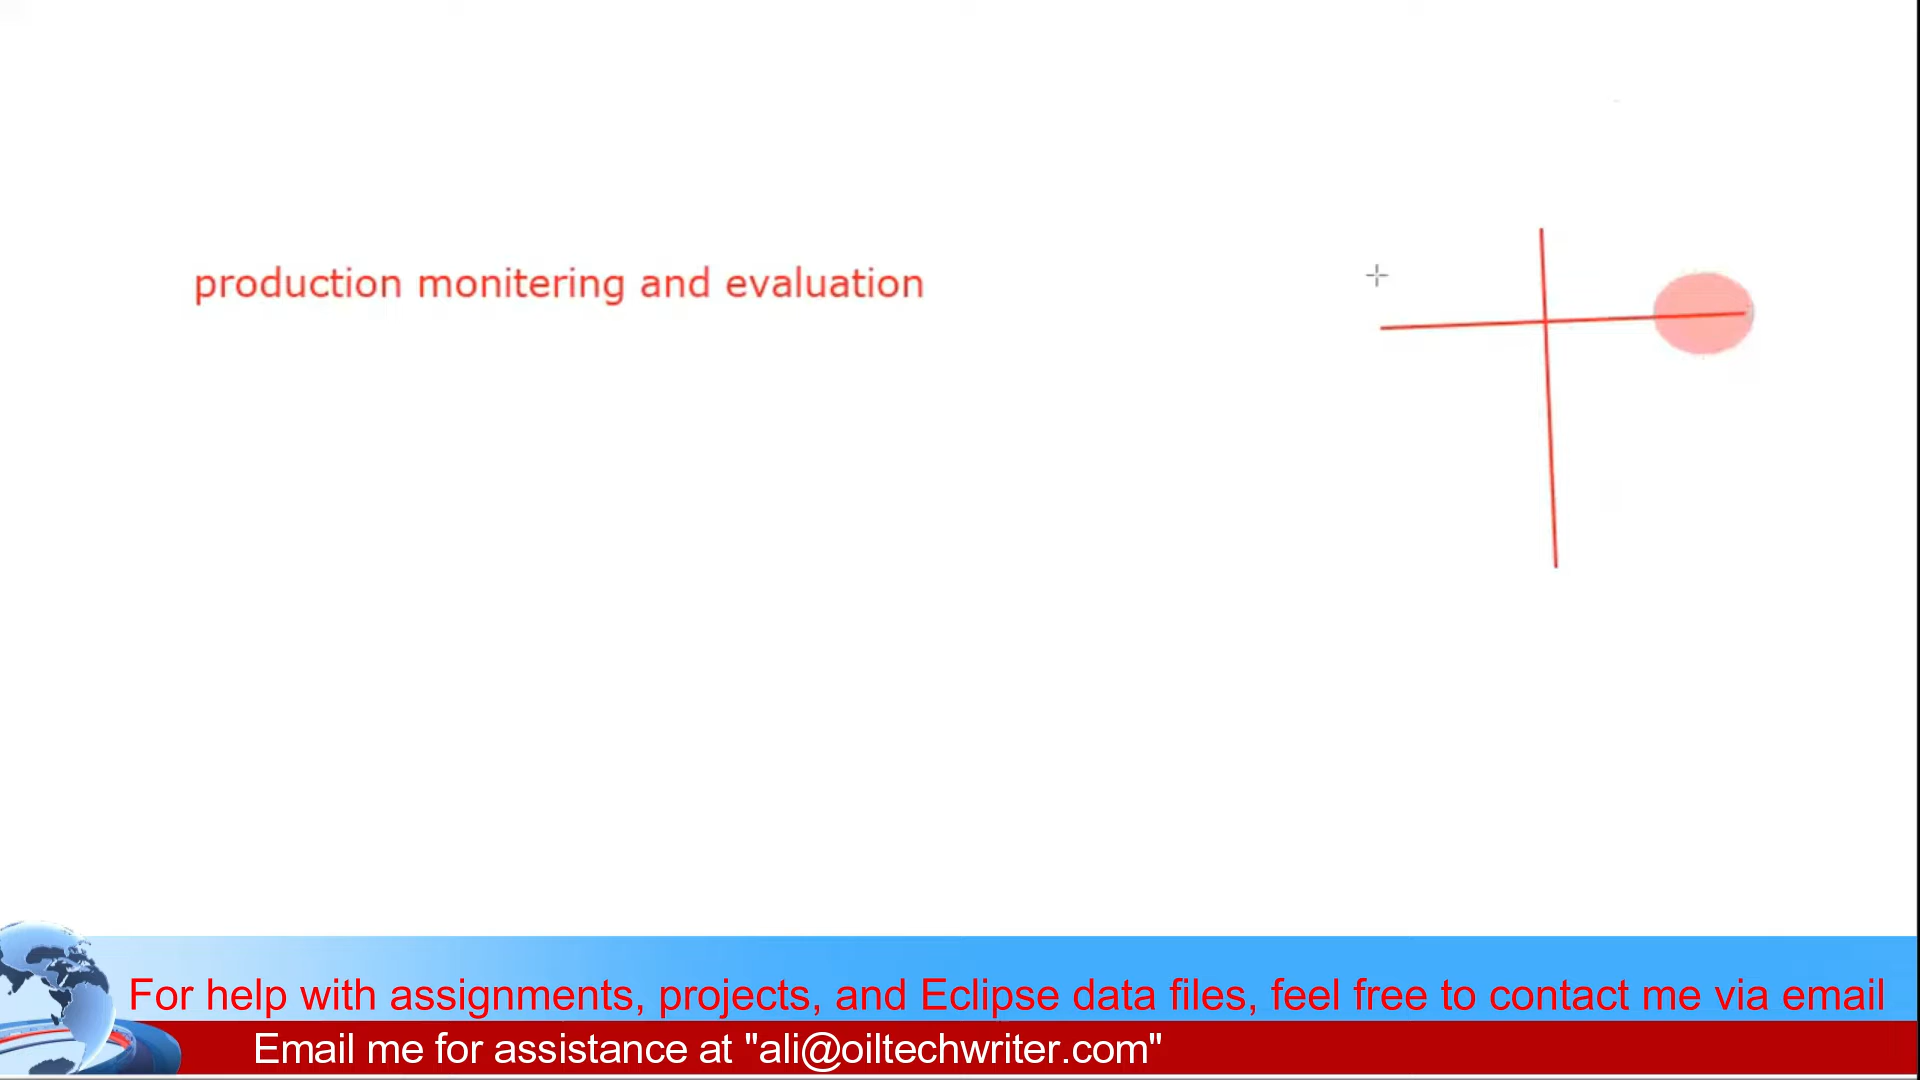 production monitering and evaluation
For help with assignments, projects, and Eclipse data files, feel free to contact me via email
Email me for assistance at "ali@oiltechwriter.com"